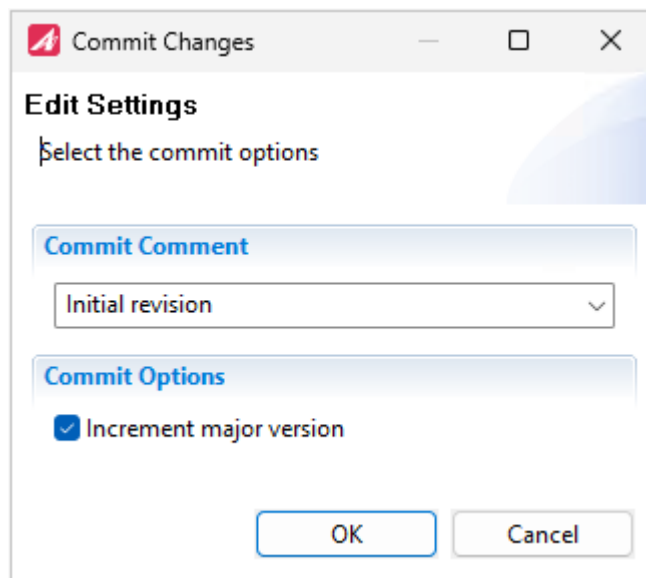 Commit Changes
Edit Settings
Select the commit options
Commit Comment
Initial revision
Commit Options
Increment major version
OK Cancel